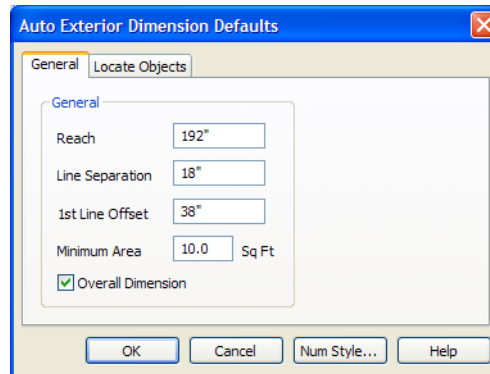 Auto Exterior Dimension Defaults
General Locate Objects
General
Reach 192"
Line Separation 18"
1st Line Offset 38"
Minimum Area 10.0 Sq Ft
Overall Dimension
OK Cancel Num Style... Help